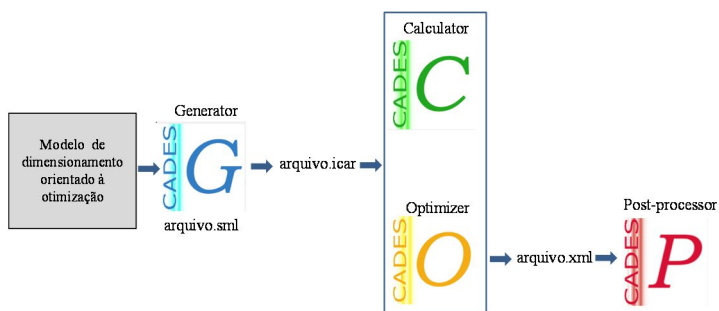 Modelo de
dimensionamento
orientado à
otimização
Generator
CADES G
arquivo.sml
arquivo.icar
Calculator
CADES C
Optimizer
CADES O
arquivo.xml
Post-processor
CADES P